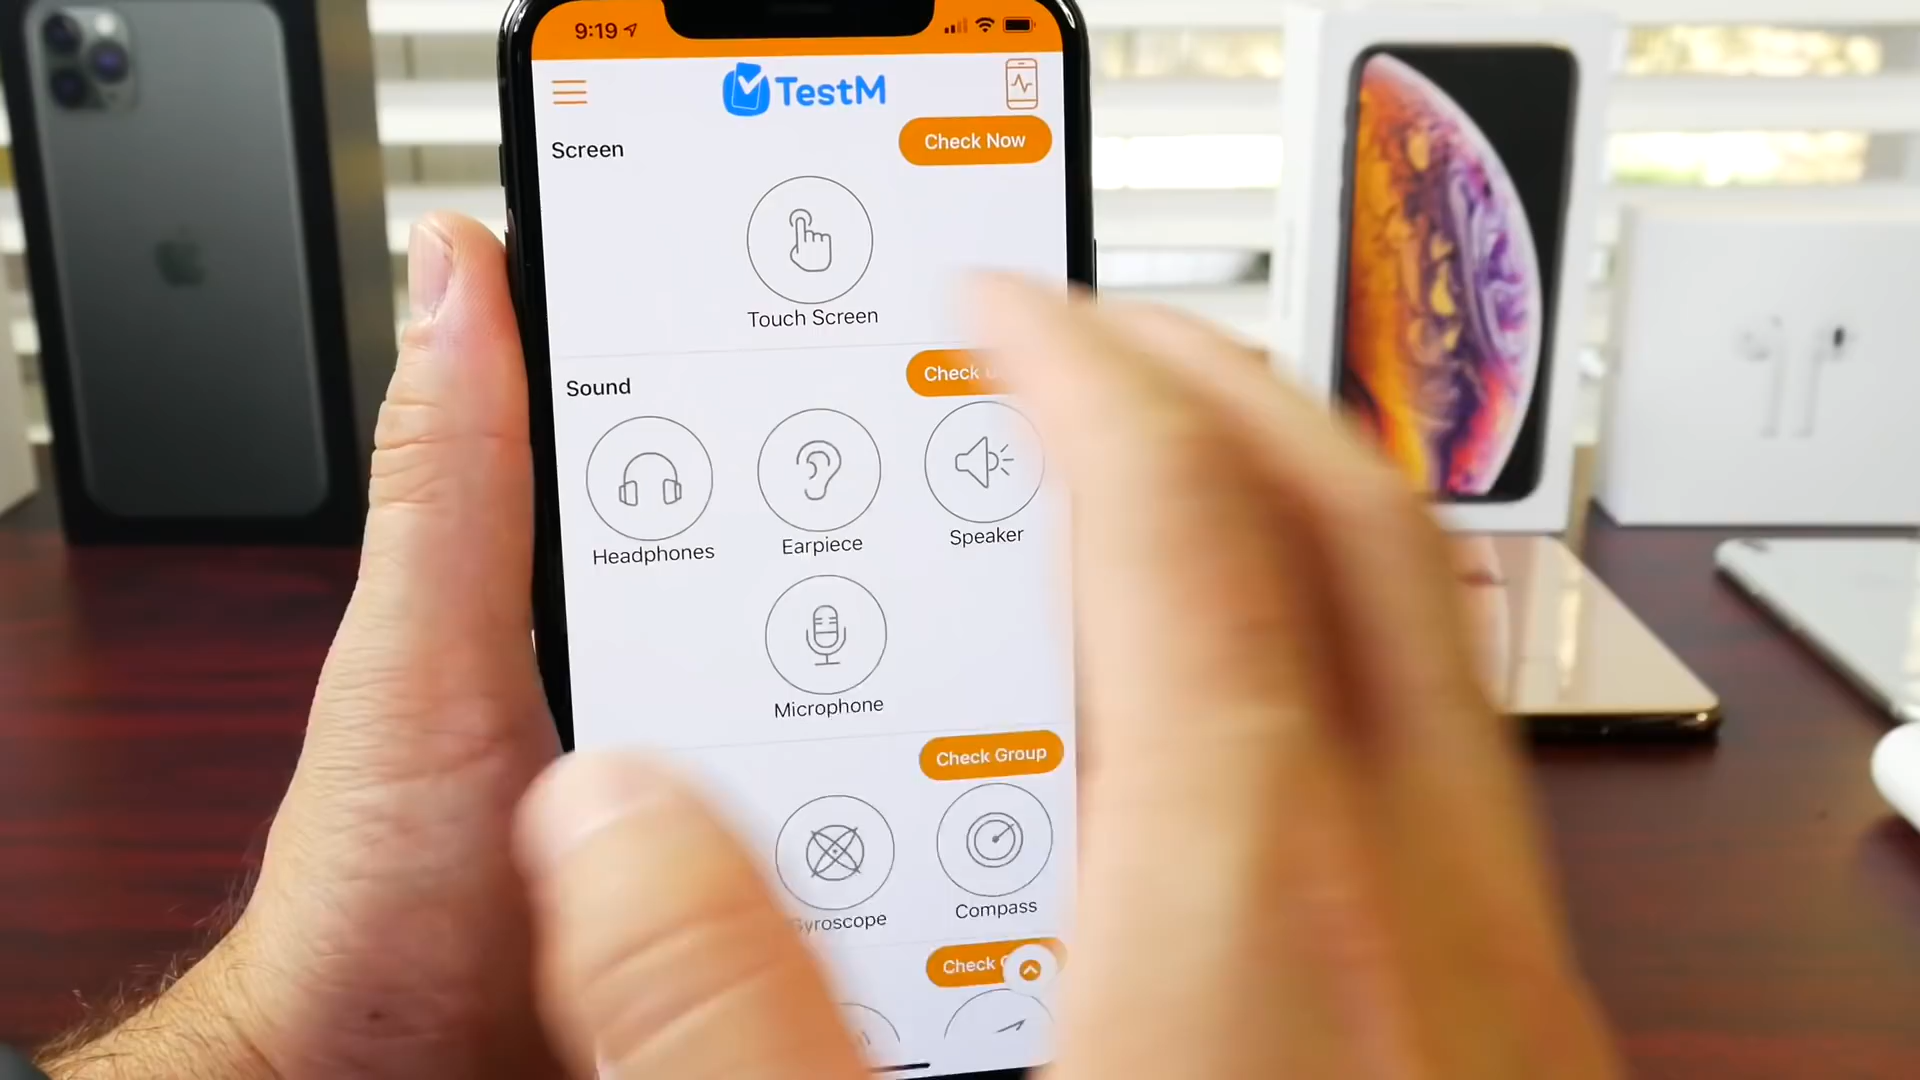 9:19
TestM
Screen
Check Now
Touch Screen
Sound
Check
Headphones
Earpiece
Speaker
Microphone
Check Group
Gyroscope
Compass
Check